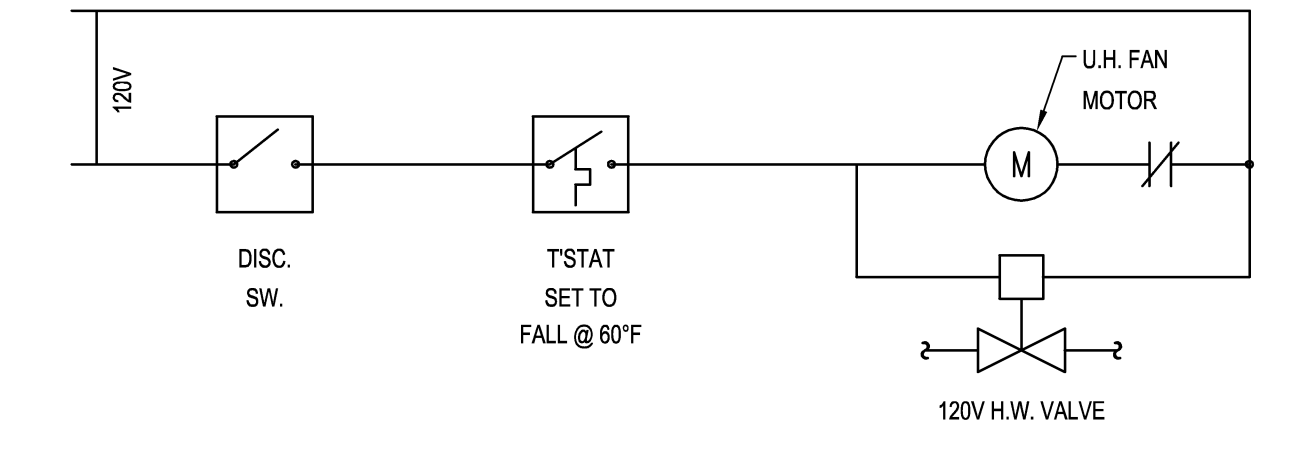 120V
U.H. FAN
MOTOR
M
DISC.
SW.
T'STAT
SET TO
FALL @ 60°F
120V H.W. VALVE